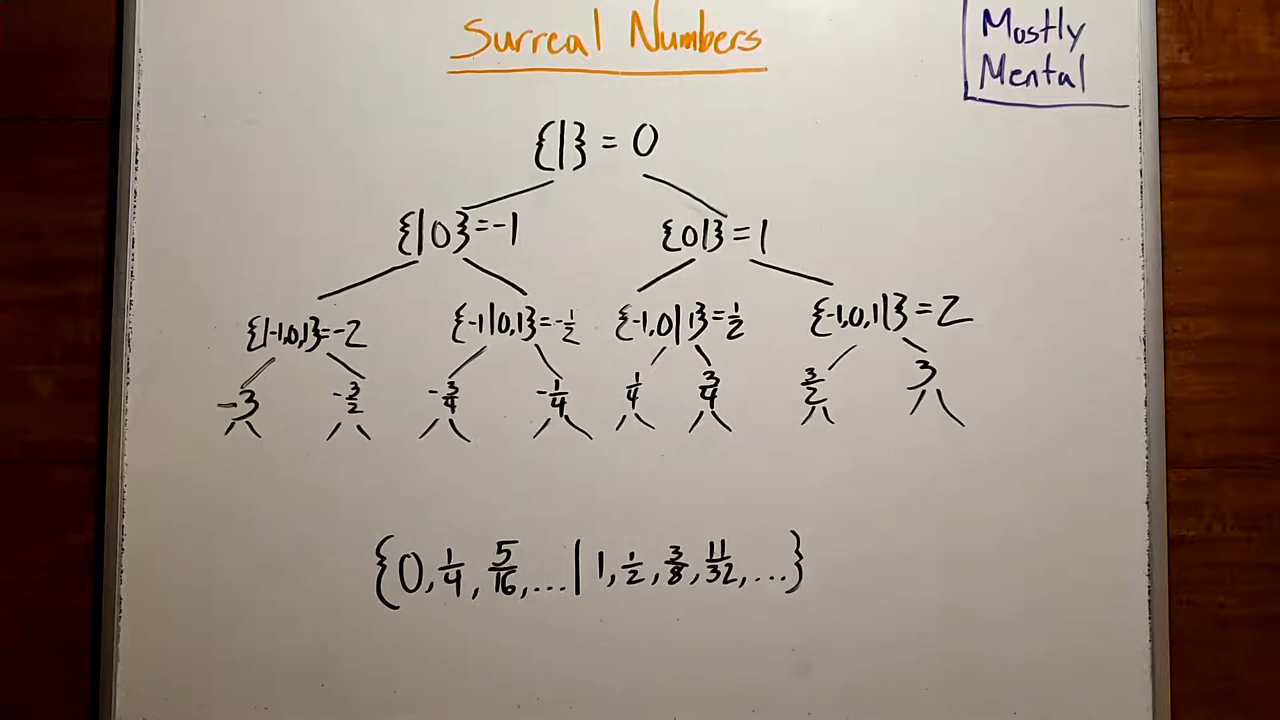 Surreal Numbers
Mostly
Mental
{|} = 0
{|0}=-1 {0|}=1
{|-1,0,1}=-2 {-1|0,1}=-1/2 {-1,0|1}=1/2 {-1,0,1|}=2
-3 -3/2 -3/4 -1/4 1/4 3/4 3/2 3
{0, 1/4, 5/16, ...| 1, 1/2, 3/8, 11/32, ...}